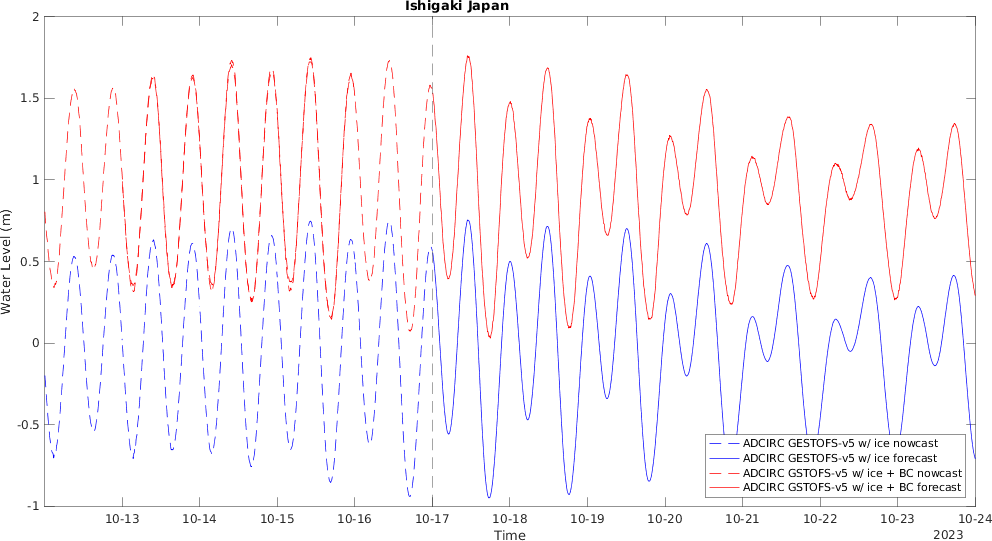 Ishigaki Japan
2
1.5
1
0.5
0
-0.5
-1
Water Level (m)
10-13 10-14 10-15 10-16 10-17 10-18 10-19 10-20 10-21 10-22 10-23 10-24
Time
2023
ADCIRC GESTOFS-v5 w/ ice nowcast
ADCIRC GESTOFS-v5 w/ ice forecast
ADCIRC GSTOFS-v5 w/ ice + BC nowcast
ADCIRC GSTOFS-v5 w/ ice + BC forecast